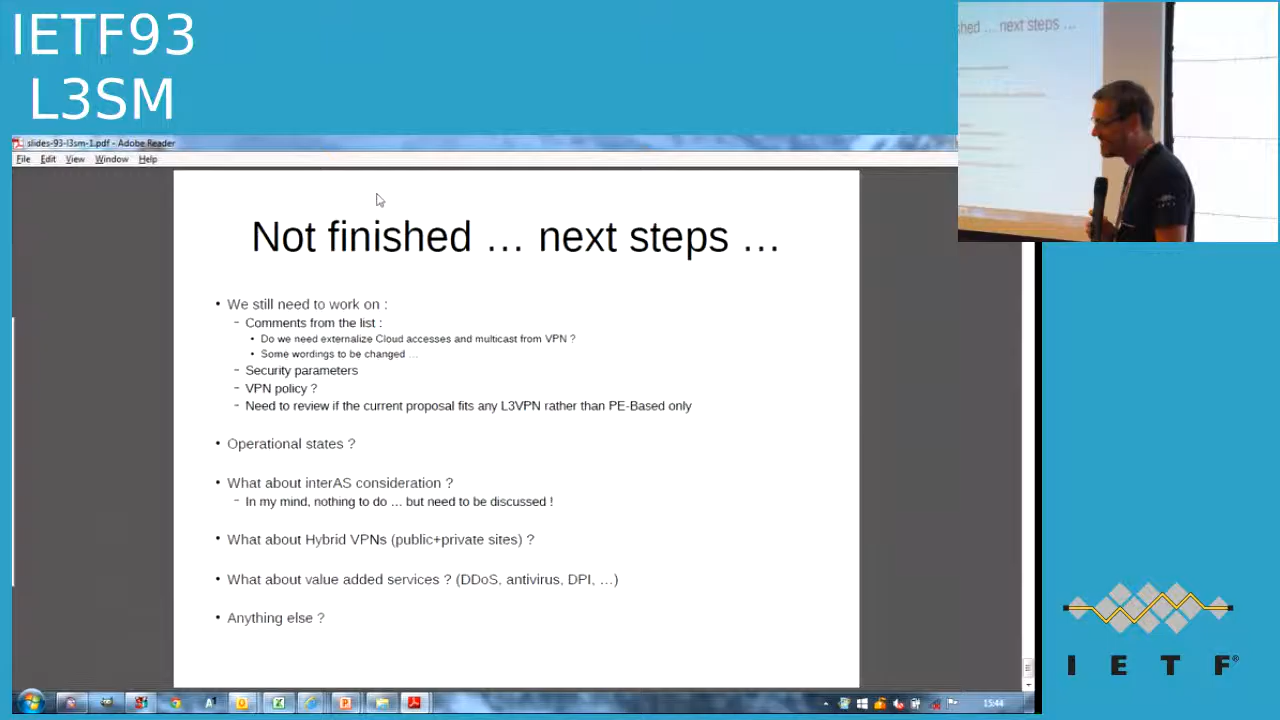 IETF93
L3SM
hed ... next steps ...
slides-93-l3sm-1.pdf - Adobe Reader
File Edit View Window Help
Not finished … next steps …
• We still need to work on :
– Comments from the list :
• Do we need externalize Cloud accesses and multicast from VPN ?
• Some wordings to be changed …
– Security parameters
– VPN policy ?
– Need to review if the current proposal fits any L3VPN rather than PE-Based only
• Operational states ?
• What about interAS consideration ?
– In my mind, nothing to do … but need to be discussed !
• What about Hybrid VPNs (public+private sites) ?
• What about value added services ? (DDoS, antivirus, DPI, …)
• Anything else ?
I E T F®
15:44